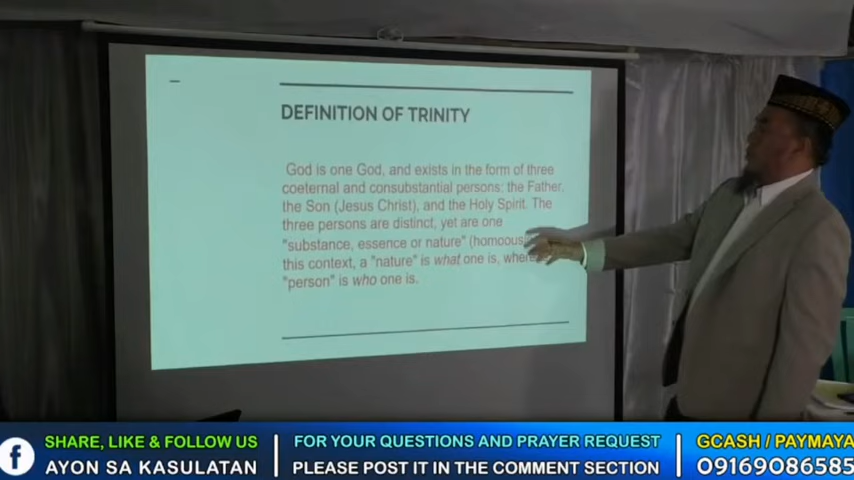 DEFINITION OF TRINITY
God is one God, and exists in the form of three
coeternal and consubstantial persons: the Father,
the Son (Jesus Christ), and the Holy Spirit. The
three persons are distinct, yet are one
"substance, essence or nature"
this context, a "nature" is what one is,
"person" is who one is.
SHARE, LIKE & FOLLOW US
AYON SA KASULATAN
FOR YOUR QUESTIONS AND PRAYER REQUEST
PLEASE POST IT IN THE COMMENT SECTION
GCASH / PAYMAYA
09169086585